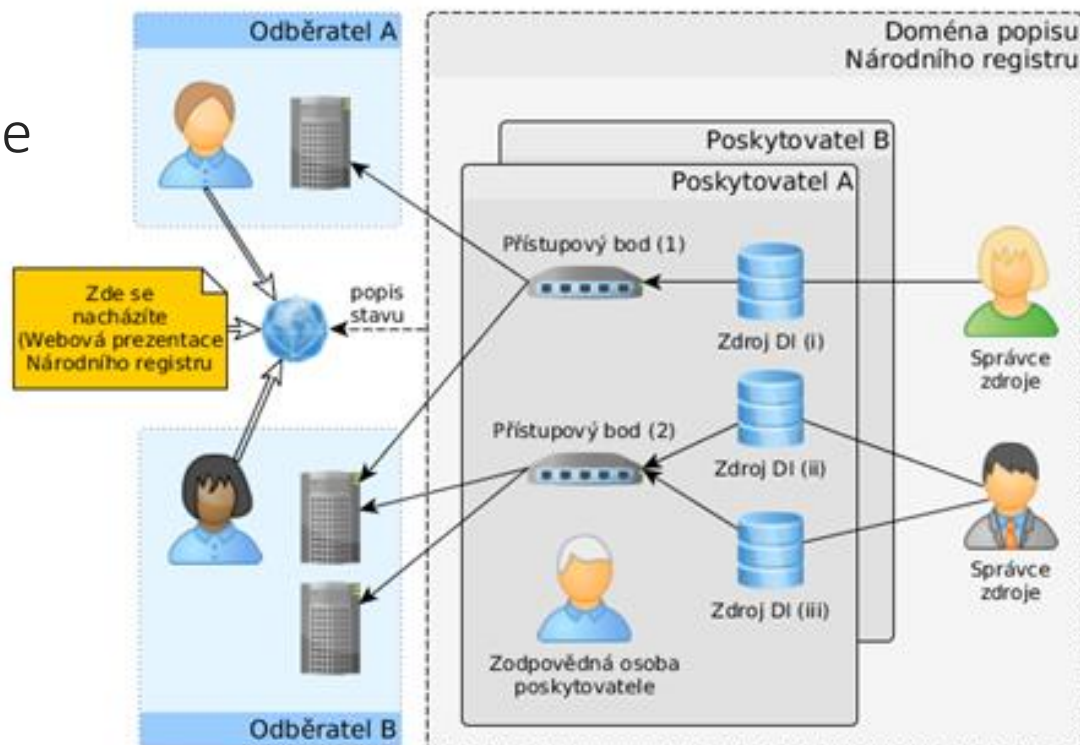 e
Odběratel A
Doména popisu
Národního registru
Poskytovatel B
Poskytovatel A
Přístupový bod (1)
Zde se
nacházíte
(Webová prezentace
Národního registru
popis
stavu
Zdroj DI (i)
Správce
zdroje
Přístupový bod (2)
Zdroj DI (ii)
Správce
zdroje
Zdroj DI (iii)
Zodpovědná osoba
poskytovatele
Odběratel B